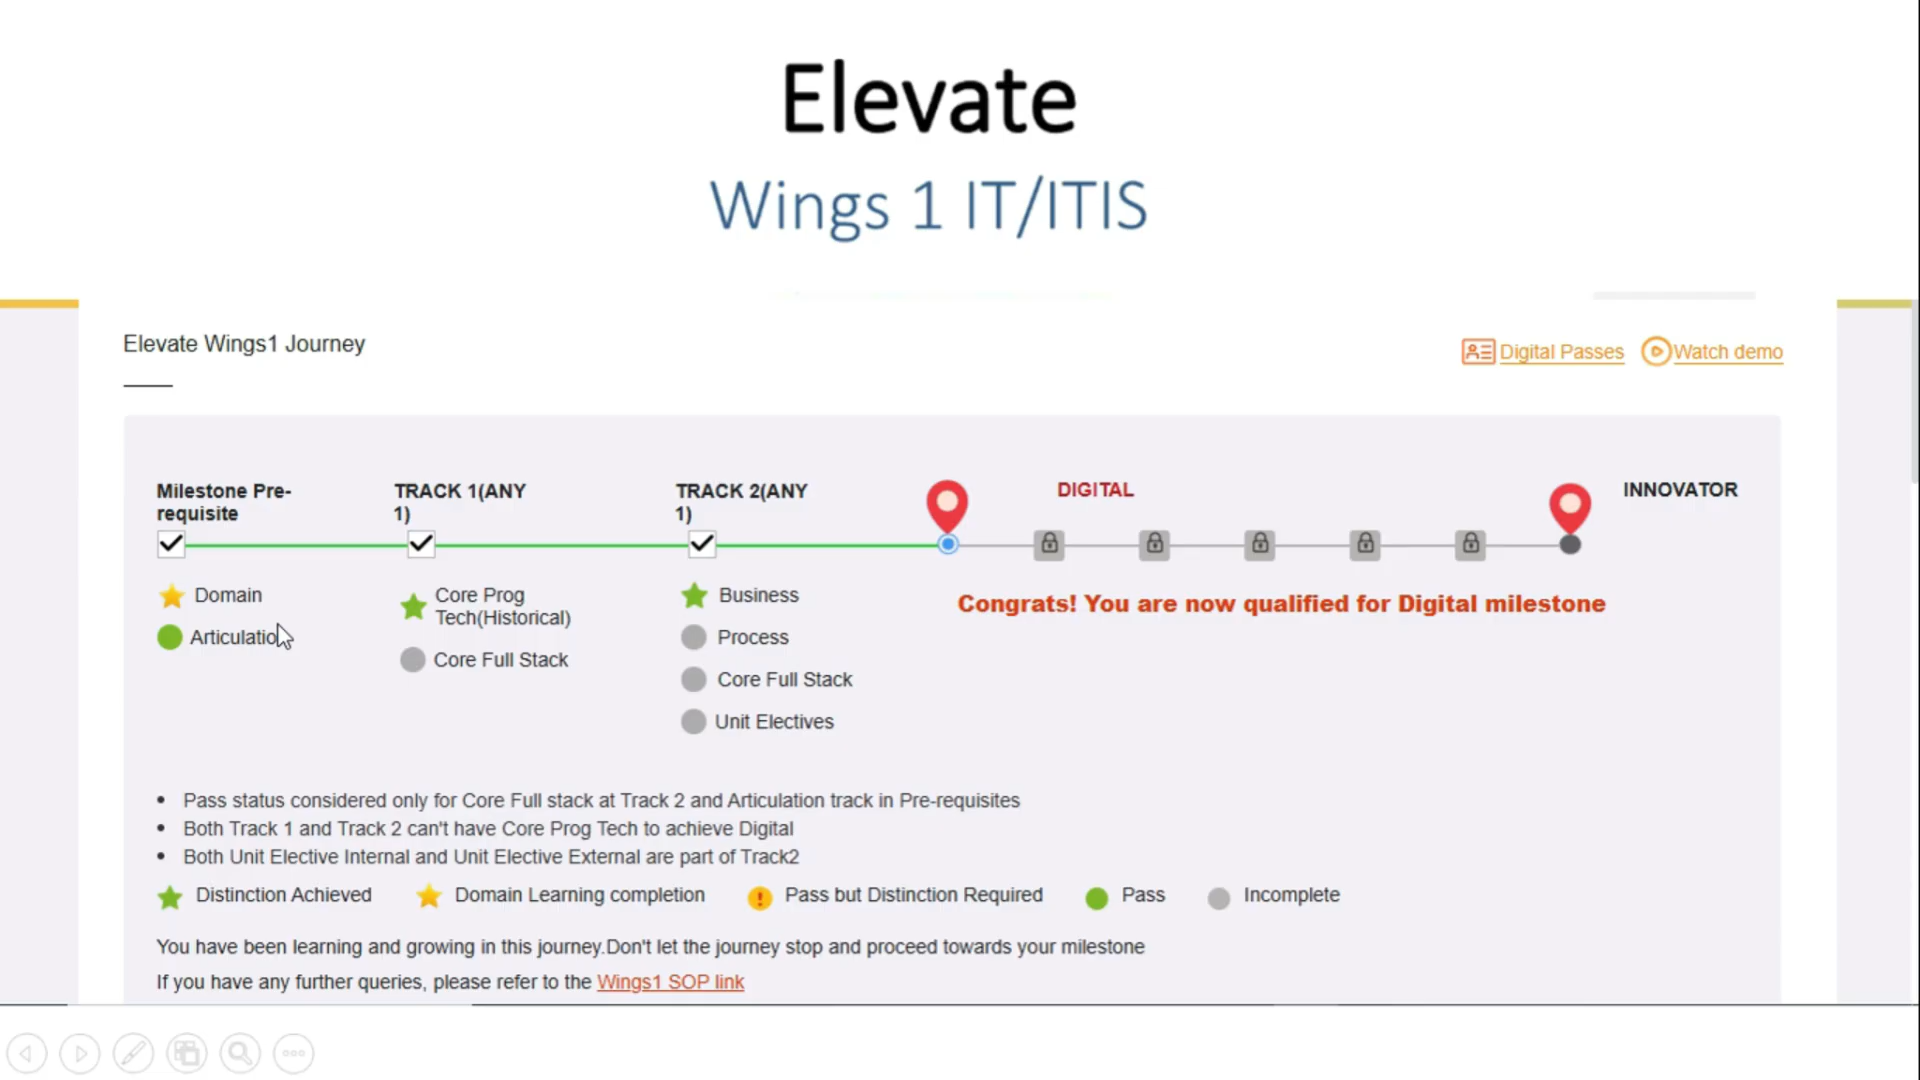 Elevate
Wings 1 IT/ITIS
Elevate Wings1 Journey
Digital Passes
Watch demo
Milestone Pre-
requisite
TRACK 1(ANY
1)
TRACK 2(ANY
1)
DIGITAL
INNOVATOR
Domain
Articulation
Core Prog
Tech(Historical)
Core Full Stack
Business
Process
Core Full Stack
Unit Electives
Congrats! You are now qualified for Digital milestone
Pass status considered only for Core Full stack at Track 2 and Articulation track in Pre-requisites
Both Track 1 and Track 2 can't have Core Prog Tech to achieve Digital
Both Unit Elective Internal and Unit Elective External are part of Track2
Distinction Achieved
Domain Learning completion
Pass but Distinction Required
Pass
Incomplete
You have been learning and growing in this journey.Don't let the journey stop and proceed towards your milestone
If you have any further queries, please refer to the Wings1 SOP link